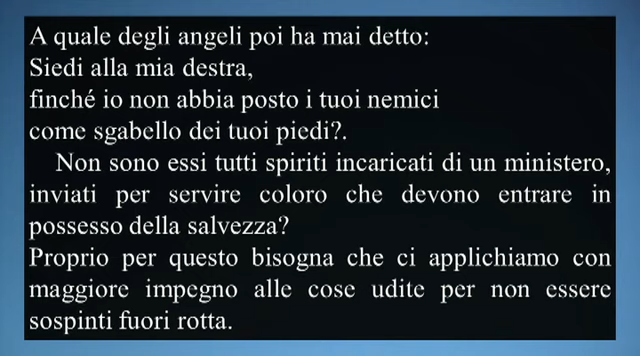 A quale degli angeli poi ha mai detto:
Siedi alla mia destra,
finché io non abbia posto i tuoi nemici
come sgabello dei tuoi piedi?.
Non sono essi tutti spiriti incaricati di un ministero,
inviati per servire coloro che devono entrare in
possesso della salvezza?
Proprio per questo bisogna che ci applichiamo con
maggiore impegno alle cose udite per non essere
sospinti fuori rotta.